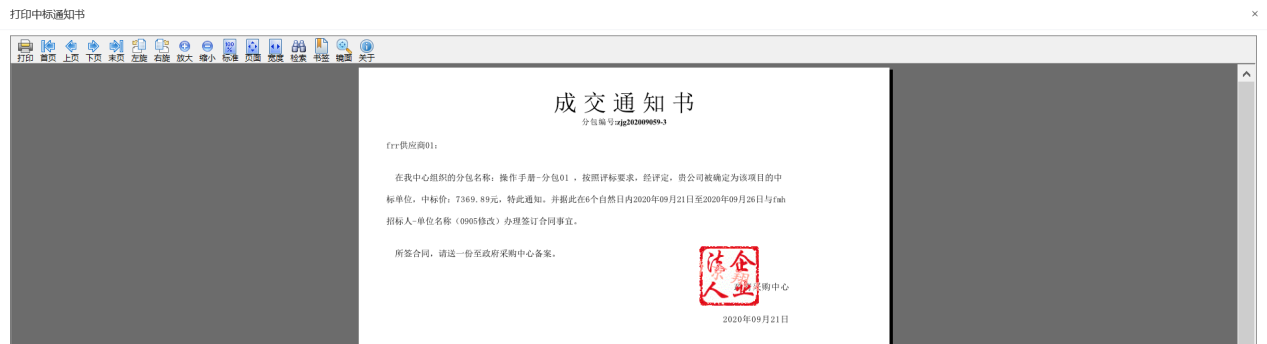 打印中标通知书
×
打印 首页 上页 下页 末页 左旋 右旋 放大 缩小 标准 页面 宽度 检索 书签 镜面 关于
成交通知书
分包编号:zjg202009059-3
frr供应商01:
在我中心组织的分包名称: 操作手册-分包01 , 按照评标要求, 经评定, 贵公司被确定为该项目的中
标单位, 中标价: 7369.89元, 特此通知。并据此在6个自然日内2020年09月21日至2020年09月26日与fmh
招标人-单位名称 (0905修改) 办理签订合同事宜。
所签合同, 请送一份至政府采购中心备案。
企业
法人
采购中心
2020年09月21日